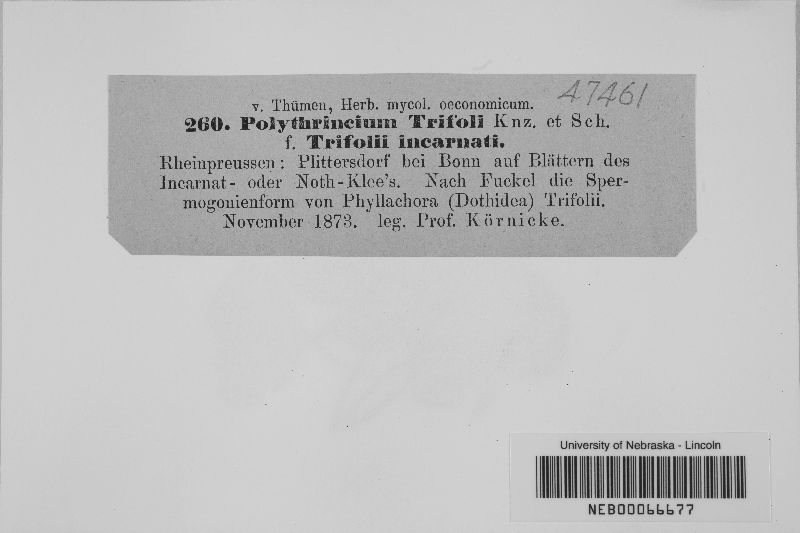 v. Thümen, Herb. mycol. oeconomicum. 47461
260. Polythrincium Trifoli Knz. et Sch.
f. Trifolii incarnati.
Rheinpreussen: Plittersdorf bei Bonn auf Blättern des
Incarnat- oder Noth-Klee's. Nach Fuckel die Sper-
mogonienform von Phyllachora (Dothidea) Trifolii.
November 1873. leg. Prof. Körnicke.
University of Nebraska - Lincoln
NEB00066677